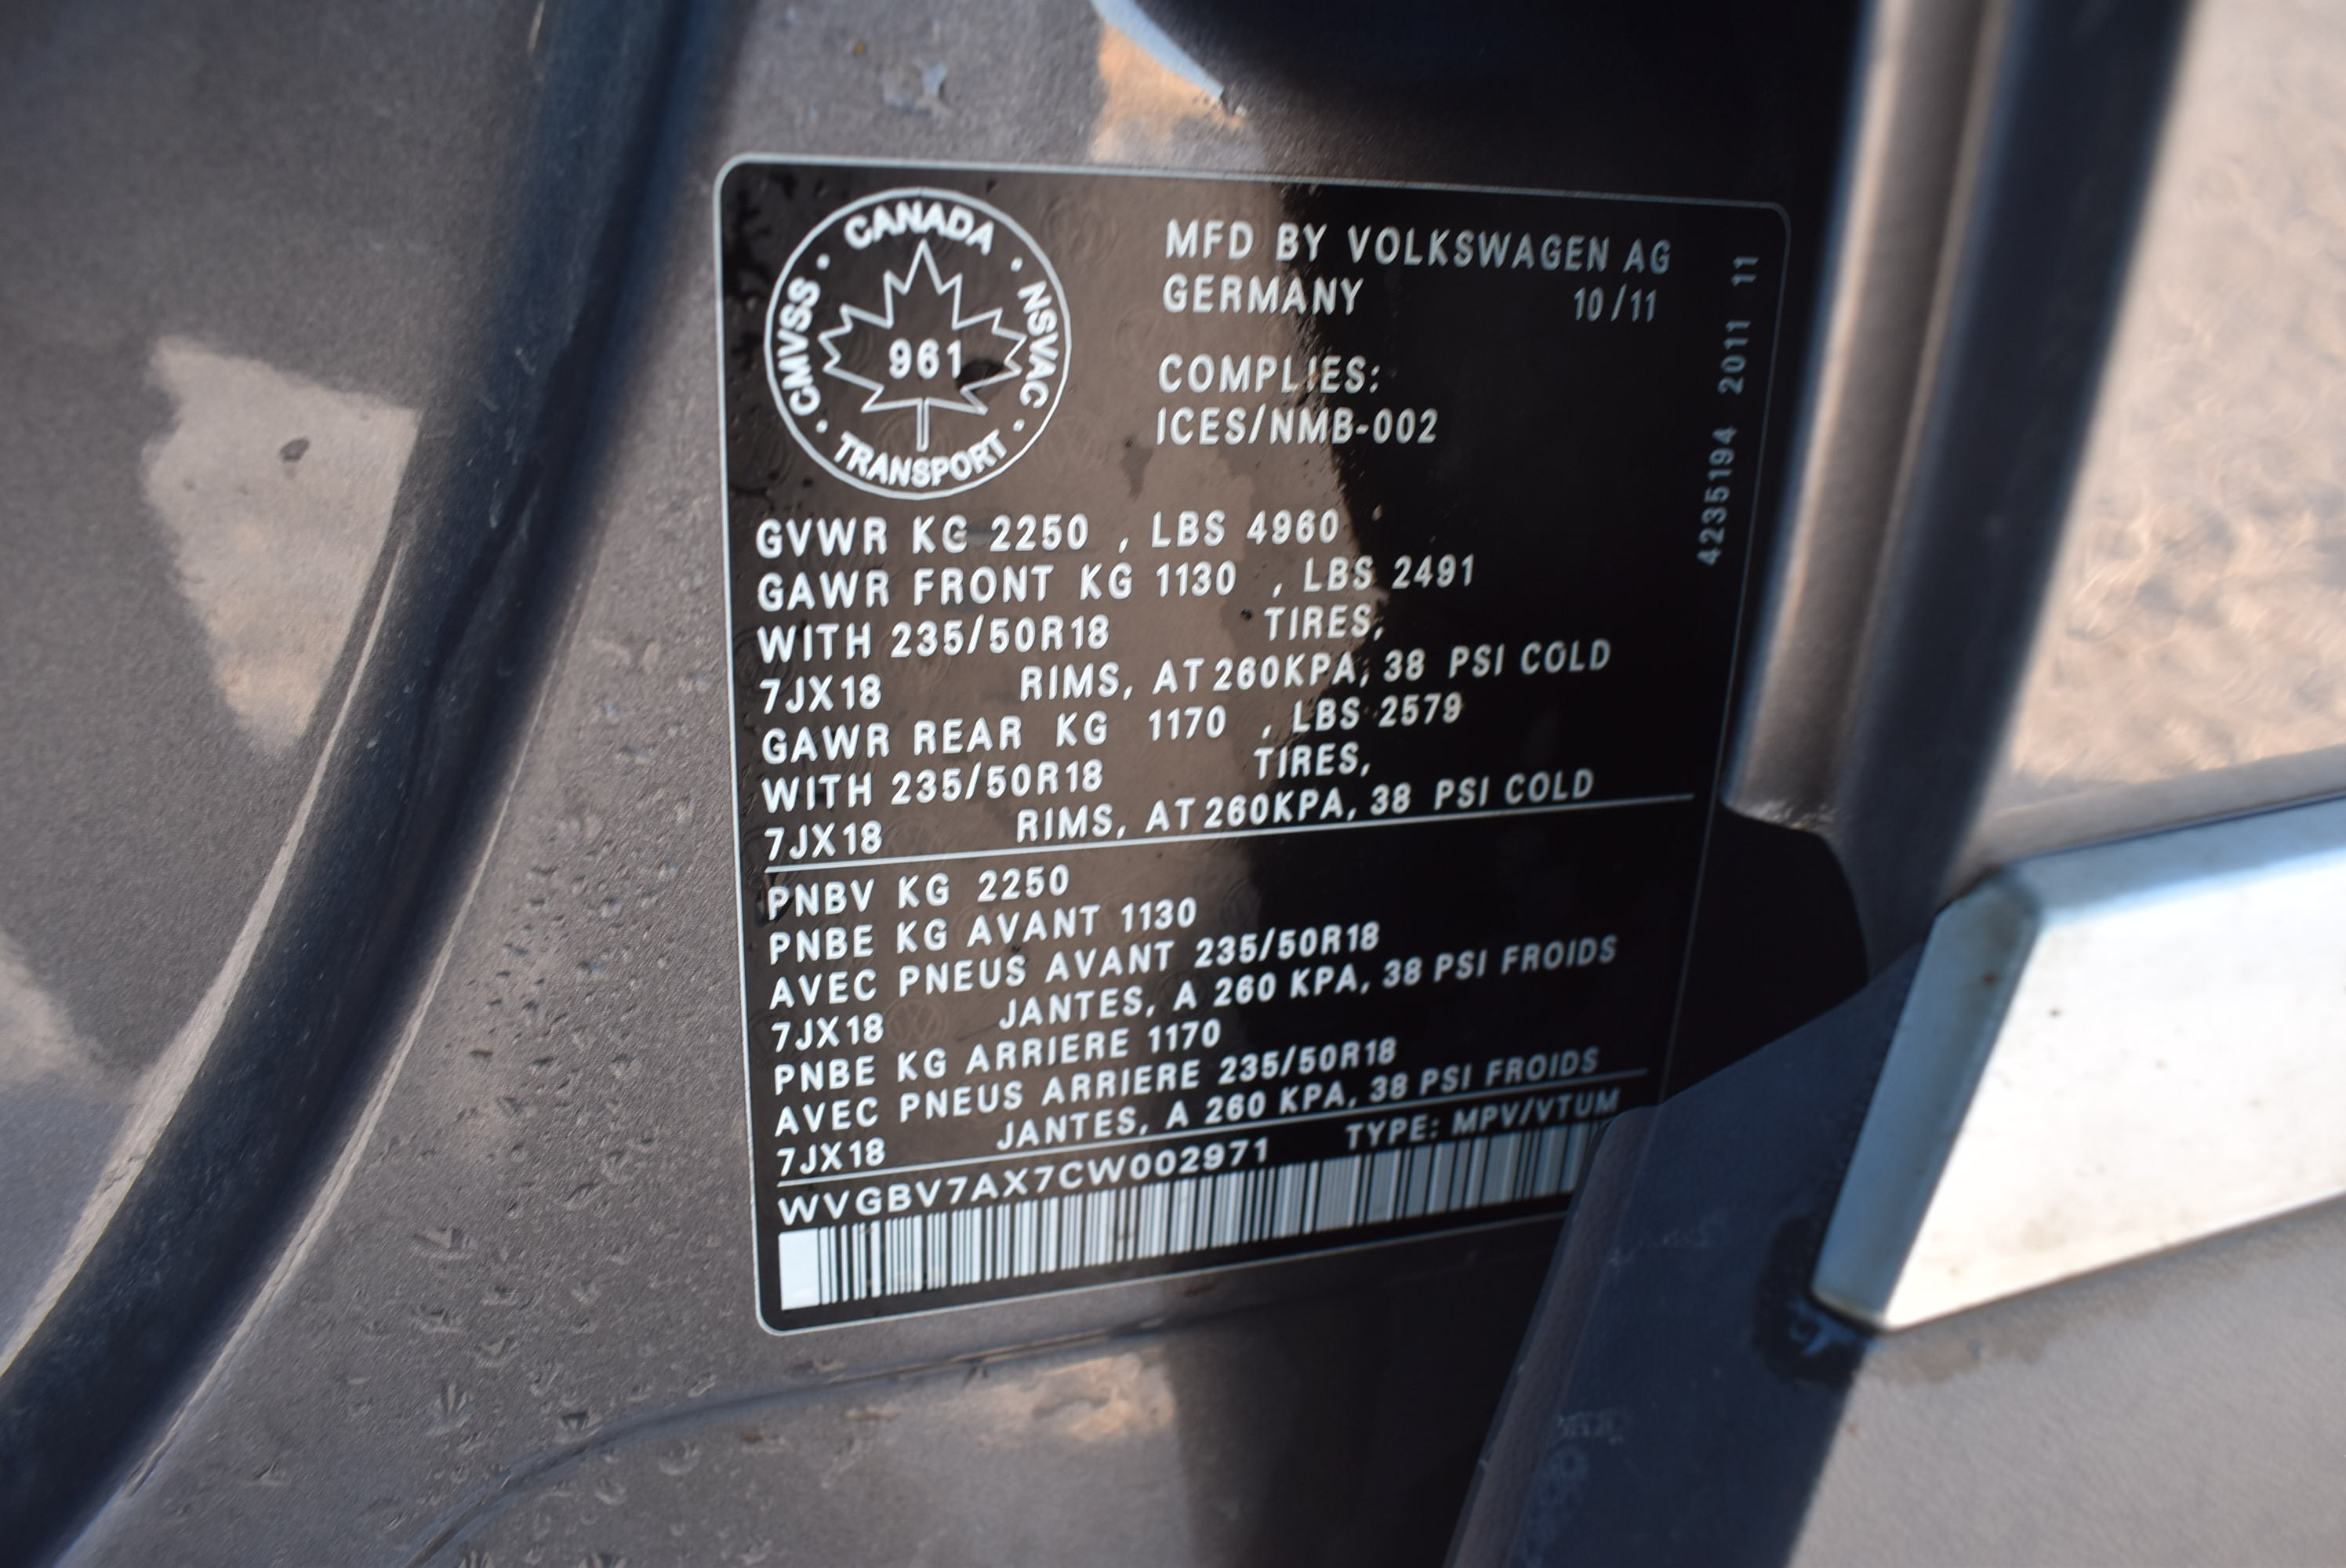 CANADA
CMVSS
NSVAC
961
TRANSPORT
MFD BY VOLKSWAGEN AG
GERMANY 10/11
COMPLIES:
ICES/NMB-002
4235194 2011 11
GVWR KG 2250 , LBS 4960
GAWR FRONT KG 1130 , LBS 2491
WITH 235/50R18 TIRES,
7JX18 RIMS, AT 260KPA, 38 PSI COLD
GAWR REAR KG 1170 , LBS 2579
WITH 235/50R18 TIRES,
7JX18 RIMS, AT 260KPA, 38 PSI COLD
PNBV KG 2250
PNBE KG AVANT 1130
AVEC PNEUS AVANT 235/50R18
7JX18 JANTES, A 260 KPA, 38 PSI FROIDS
PNBE KG ARRIERE 1170
AVEC PNEUS ARRIERE 235/50R18
7JX18 JANTES, A 260 KPA, 38 PSI FROIDS
WVGBV7AX7CW002971 TYPE: MPV/VTUM